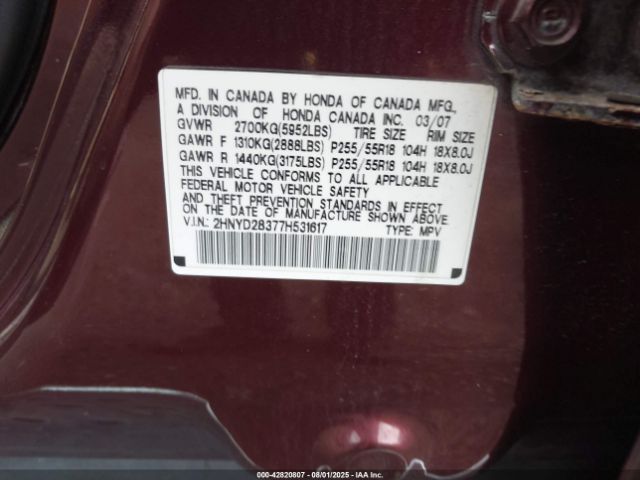 MFD. IN CANADA BY HONDA OF CANADA MFG.,
A DIVISION OF HONDA CANADA INC. 03/07
GVWR 2700KG(5952LBS) TIRE SIZE RIM SIZE
GAWR F 1310KG(2888LBS) P255/55R18 104H 18X8.0J
GAWR R 1440KG(3175LBS) P255/55R18 104H 18X8.0J
THIS VEHICLE CONFORMS TO ALL APPLICABLE
FEDERAL MOTOR VEHICLE SAFETY
AND THEFT PREVENTION STANDARDS IN EFFECT
ON THE DATE OF MANUFACTURE SHOWN ABOVE.
V.I.N.: 2HNYD28377H531617 TYPE: MPV
000-42820807 - 08/01/2025 - IAA Inc.